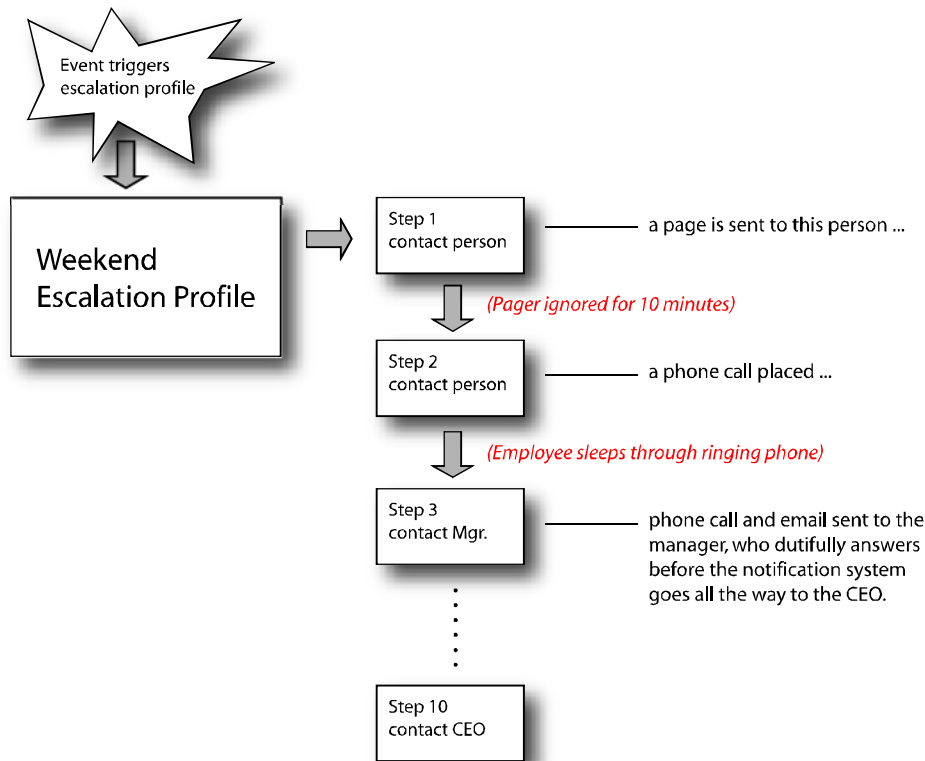 Event triggers
escalation profile
Weekend
Escalation Profile
Step 1
contact person
a page is sent to this person ...
(Pager ignored for 10 minutes)
Step 2
contact person
a phone call placed ...
(Employee sleeps through ringing phone)
Step 3
contact Mgr.
phone call and email sent to the
manager, who dutifully answers
before the notification system
goes all the way to the CEO.
Step 10
contact CEO